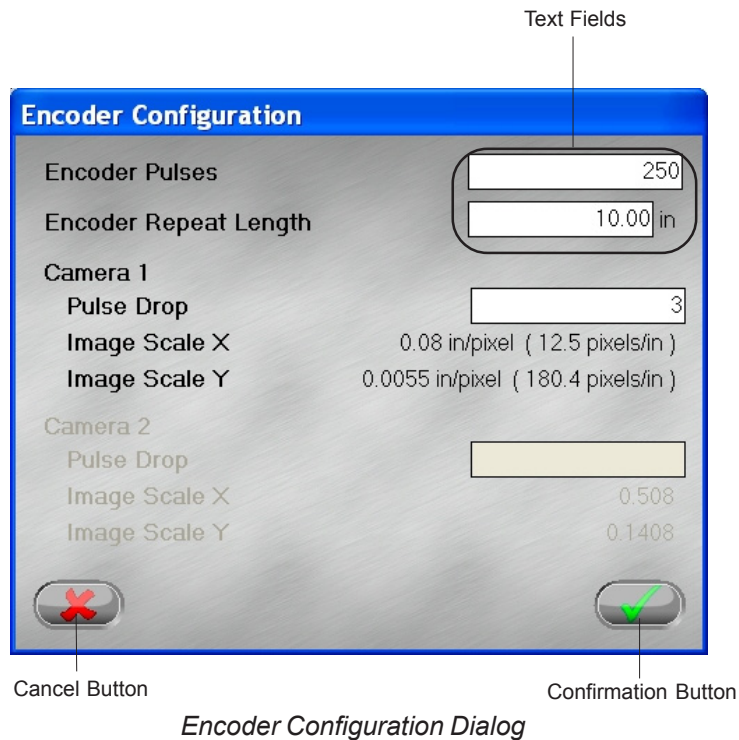 Text Fields
Encoder Configuration
Encoder Pulses 250
Encoder Repeat Length 10.00 in
Camera 1
Pulse Drop 3
Image Scale X 0.08 in/pixel ( 12.5 pixels/in )
Image Scale Y 0.0055 in/pixel ( 180.4 pixels/in )
Camera 2
Pulse Drop
Image Scale X 0.508
Image Scale Y 0.1408
Cancel Button
Confirmation Button
Encoder Configuration Dialog